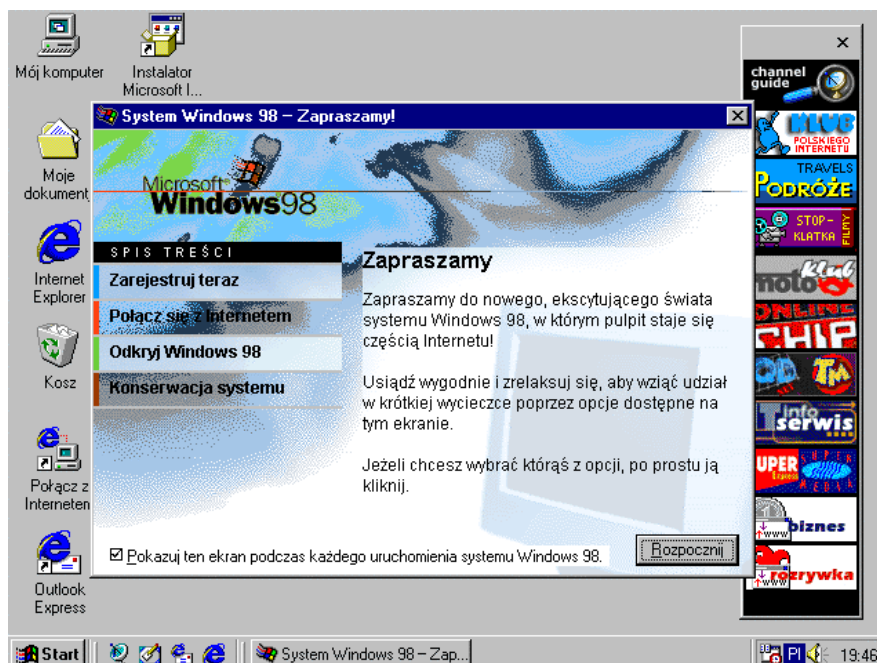 Mój komputer
Instalator
Microsoft I...
Moje
dokument
Internet
Explorer
Kosz
Połącz z
Interneten
Outlook
Express
System Windows 98 – Zapraszamy!
Microsoft
Windows98
SPIS TREŚCI
Zarejestruj teraz
Połącz się z Internetem
Odkryj Windows 98
Konserwacja systemu
Zapraszamy
Zapraszamy do nowego, ekscytującego świata
systemu Windows 98, w którym pulpit staje się
częścią Internetu!
Usiądź wygodnie i zrelaksuj się, aby wziąć udział
w krótkiej wycieczce poprzez opcje dostępne na
tym ekranie.
Jeżeli chcesz wybrać którąś z opcji, po prostu ją
kliknij.
Pokazuj ten ekran podczas każdego uruchomienia systemu Windows 98.
Rozpocznij
channel
guide
KLUB
POLSKIEGO
INTERNETU
TRAVELS
PODRÓŻE
STOP-
KLATKA
FILMY
moto Klub
ONLINE
CHIP
TM
info
serwis
SUPER
Express
SUPER
MEDIA
www biznes
www rozrywka
Start
System Windows 98 – Zap...
Pl
19:46